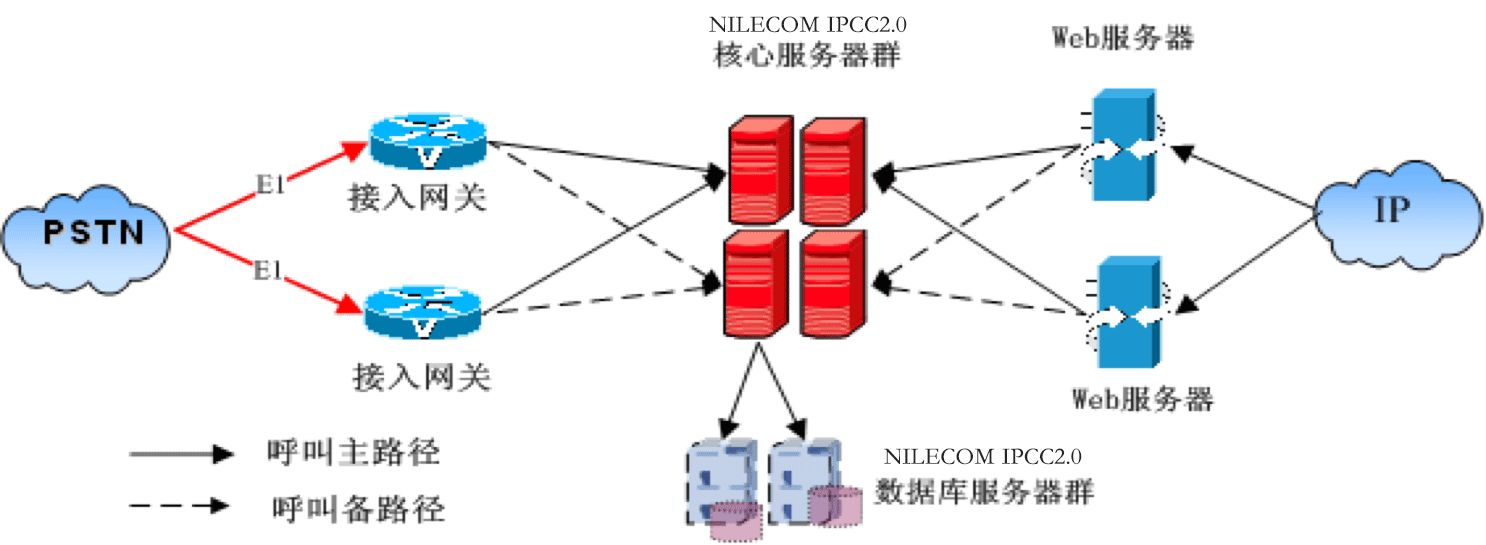 NILECOM IPCC2.0
核心服务器群
Web服务器
E1
接入网关
PSTN
IP
E1
接入网关
Web服务器
呼叫主路径
NILECOM IPCC2.0
数据库服务器群
呼叫备路径